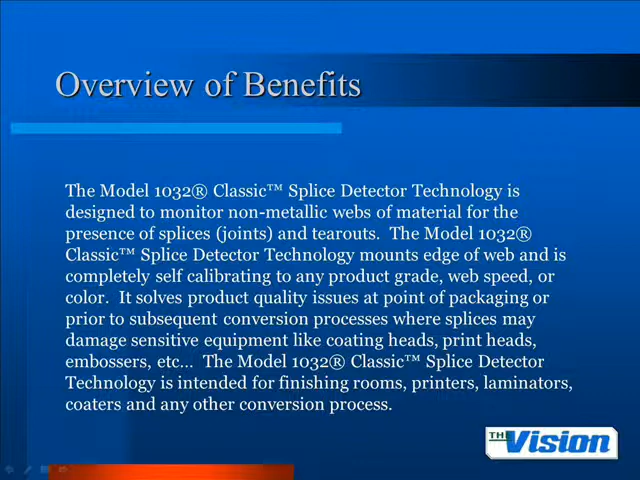 Overview of Benefits
The Model 1032® Classic™ Splice Detector Technology is
designed to monitor non-metallic webs of material for the
presence of splices (joints) and tearouts.  The Model 1032®
Classic™ Splice Detector Technology mounts edge of web and is
completely self calibrating to any product grade, web speed, or
color.  It solves product quality issues at point of packaging or
prior to subsequent conversion processes where splices may
damage sensitive equipment like coating heads, print heads,
embossers, etc…  The Model 1032® Classic™ Splice Detector
Technology is intended for finishing rooms, printers, laminators,
coaters and any other conversion process.
THE Vision